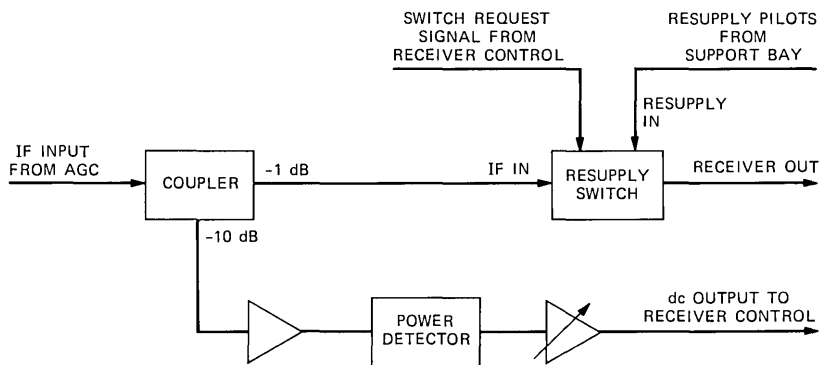 SWITCH REQUEST
SIGNAL FROM
RECEIVER CONTROL
RESUPPLY PILOTS
FROM
SUPPORT BAY
RESUPPLY
IN
IF INPUT
FROM AGC
COUPLER
-1 dB
IF IN
RESUPPLY
SWITCH
RECEIVER OUT
-10 dB
POWER
DETECTOR
dc OUTPUT TO
RECEIVER CONTROL